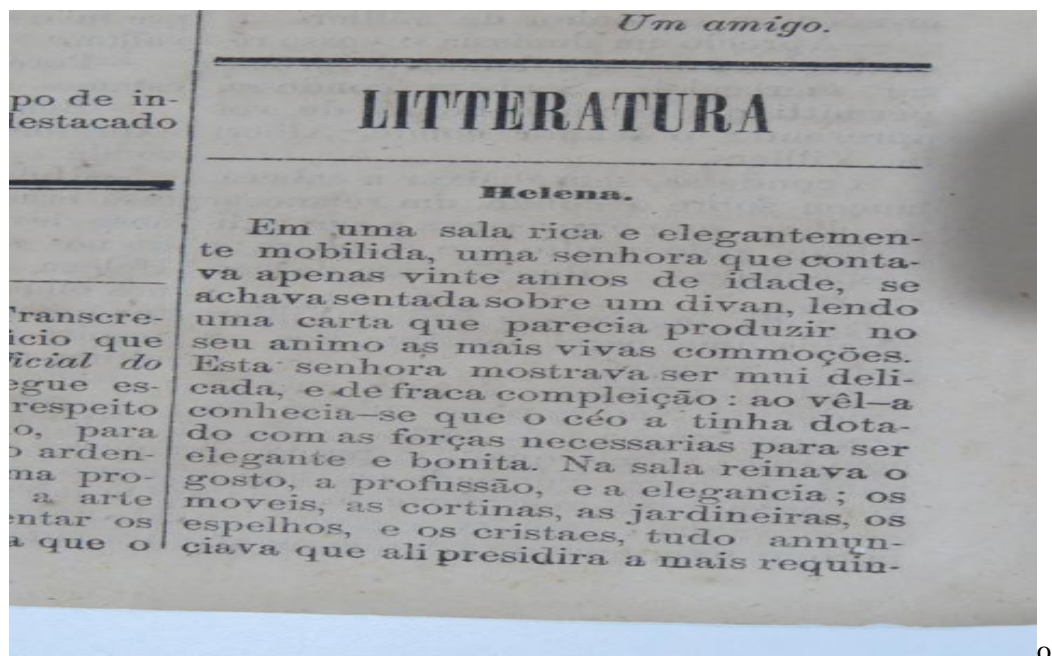 Um amigo.
po de in-
destacado
Transcre-
icio que
ficial do
egue es-
respeito
o, para
o arden-
ma pro-
a arte
entar os
a que o
LITTERATURA
Helena.
Em uma sala rica e elegantemen-
te mobilida, uma senhora que conta-
va apenas vinte annos de idade, se
achava sentada sobre um divan, lendo
uma carta que parecia produzir no
seu animo as mais vivas commoções.
Esta senhora mostrava ser mui deli-
cada, e de fraca compleição : ao vêl—a
conhecia—se que o céo a tinha dota-
do com as forças necessarias para ser
elegante e bonita. Na sala reinava o
gosto, a profussão, e a elegancia ; os
moveis, as cortinas, as jardineiras, os
espelhos, e os cristaes, tudo annun-
ciava que ali presidira a mais requin-
o